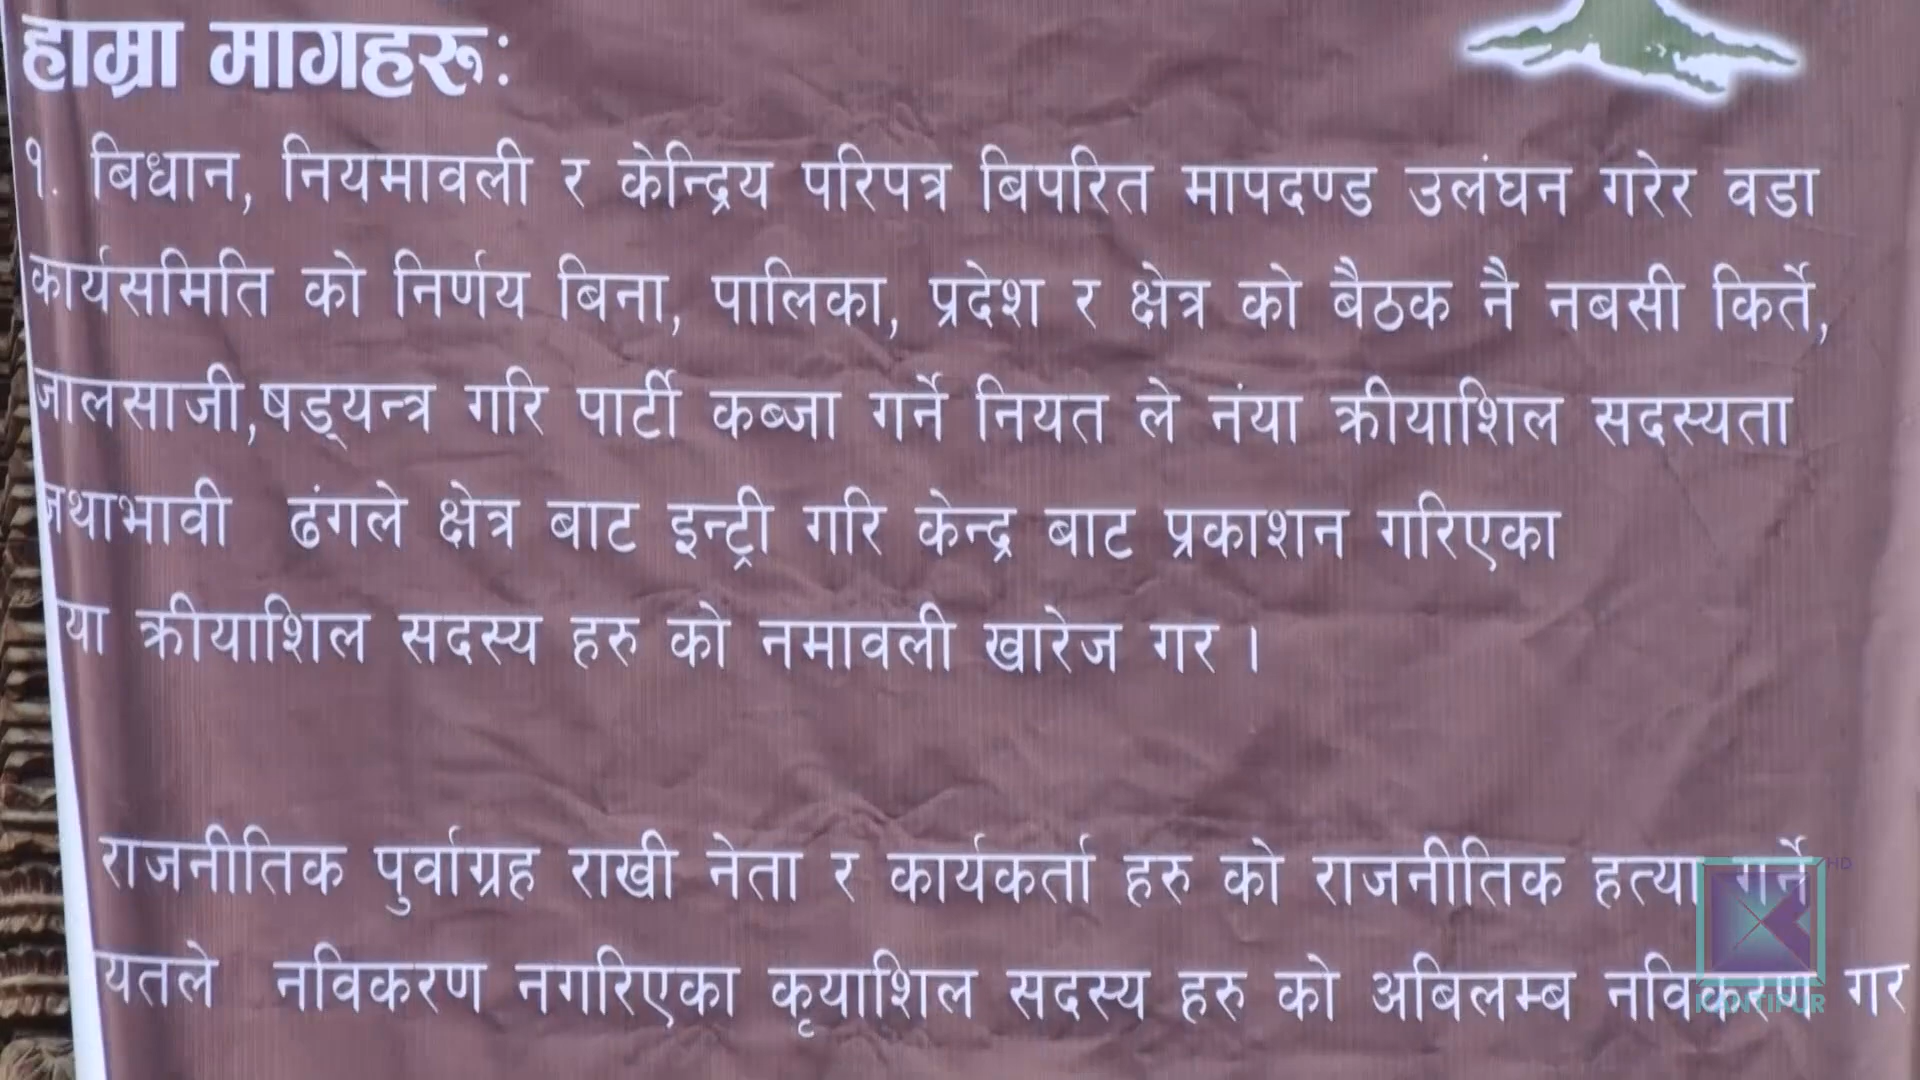 हाम्रा मागहरू:
१. बिधान, नियमावली र केन्द्रिय परिपत्र बिपरित मापदण्ड उलंघन गरेर वडा
कार्यसमिति को निर्णय बिना, पालिका, प्रदेश र क्षेत्र को बैठक नै नबसी किर्ते,
जालसाजी,षड्यन्त्र गरि पार्टी कब्जा गर्ने नियत ले नंया क्रीयाशिल सदस्यता
जथाभावी ढंगले क्षेत्र बाट इन्ट्री गरि केन्द्र बाट प्रकाशन गरिएका
या क्रीयाशिल सदस्य हरु को नमावली खारेज गर ।
राजनीतिक पुर्वाग्रह राखी नेता र कार्यकर्ता हरु को राजनीतिक हत्या गर्ने
यतले नविकरण नगरिएका कृयाशिल सदस्य हरु को अबिलम्ब नविकरण गर
HD
KANTIPUR